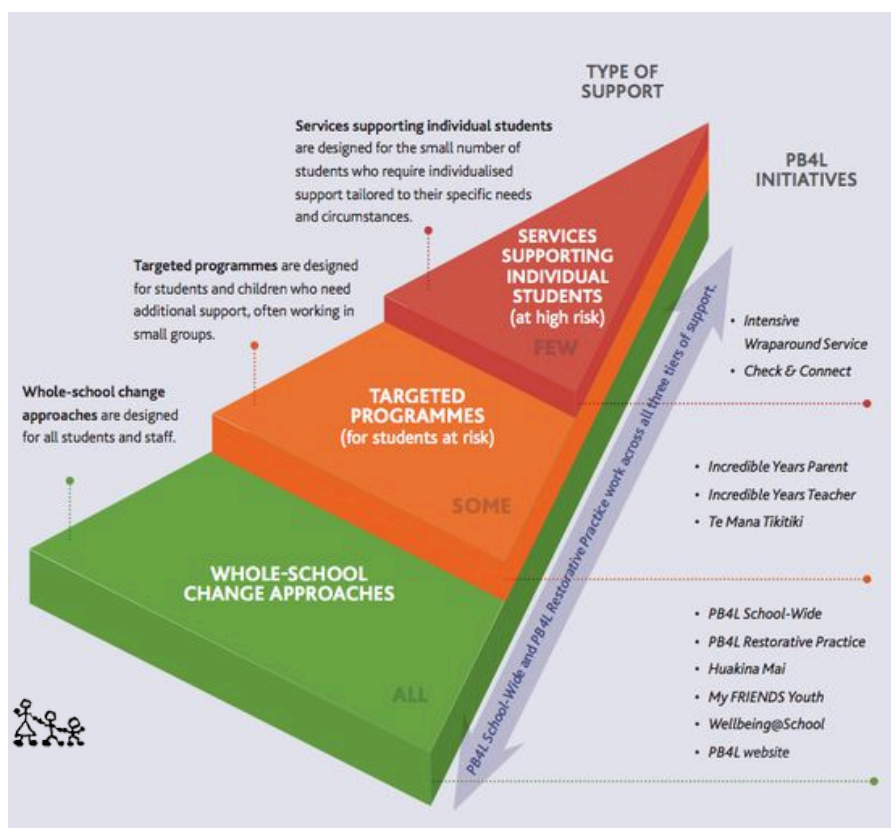 TYPE OF
SUPPORT
PB4L
INITIATIVES
Services supporting individual students
are designed for the small number of
students who require individualised
support tailored to their specific needs
and circumstances.
SERVICES
SUPPORTING
INDIVIDUAL
STUDENTS
(at high risk)
FEW
• Intensive
Wraparound Service
• Check & Connect
Targeted programmes are designed
for students and children who need
additional support, often working in
small groups.
TARGETED
PROGRAMMES
(for students at risk)
SOME
• Incredible Years Parent
• Incredible Years Teacher
• Te Mana Tikitiki
Whole-school change
approaches are designed
for all students and staff.
WHOLE-SCHOOL
CHANGE APPROACHES
ALL
• PB4L School-Wide
• PB4L Restorative Practice
• Huakina Mai
• My FRIENDS Youth
• Wellbeing@School
• PB4L website
PB4L School-Wide and PB4L Restorative Practice work across all three tiers of support.